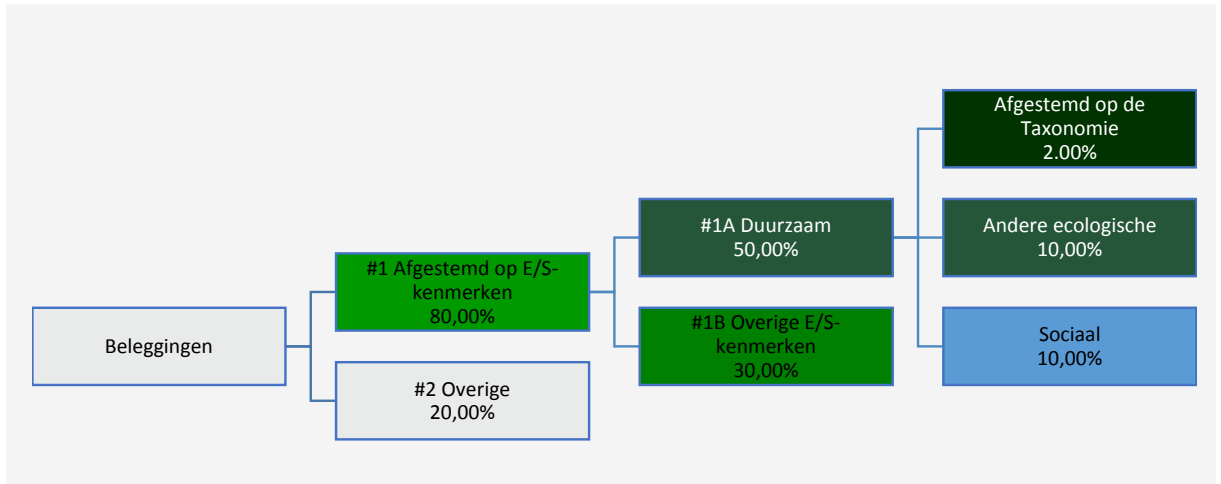 Beleggingen
#1 Afgestemd op E/S-
kenmerken
80,00%
#2 Overige
20,00%
#1A Duurzaam
50,00%
#1B Overige E/S-
kenmerken
30,00%
Afgestemd op de
Taxonomie
2.00%
Andere ecologische
10,00%
Sociaal
10,00%